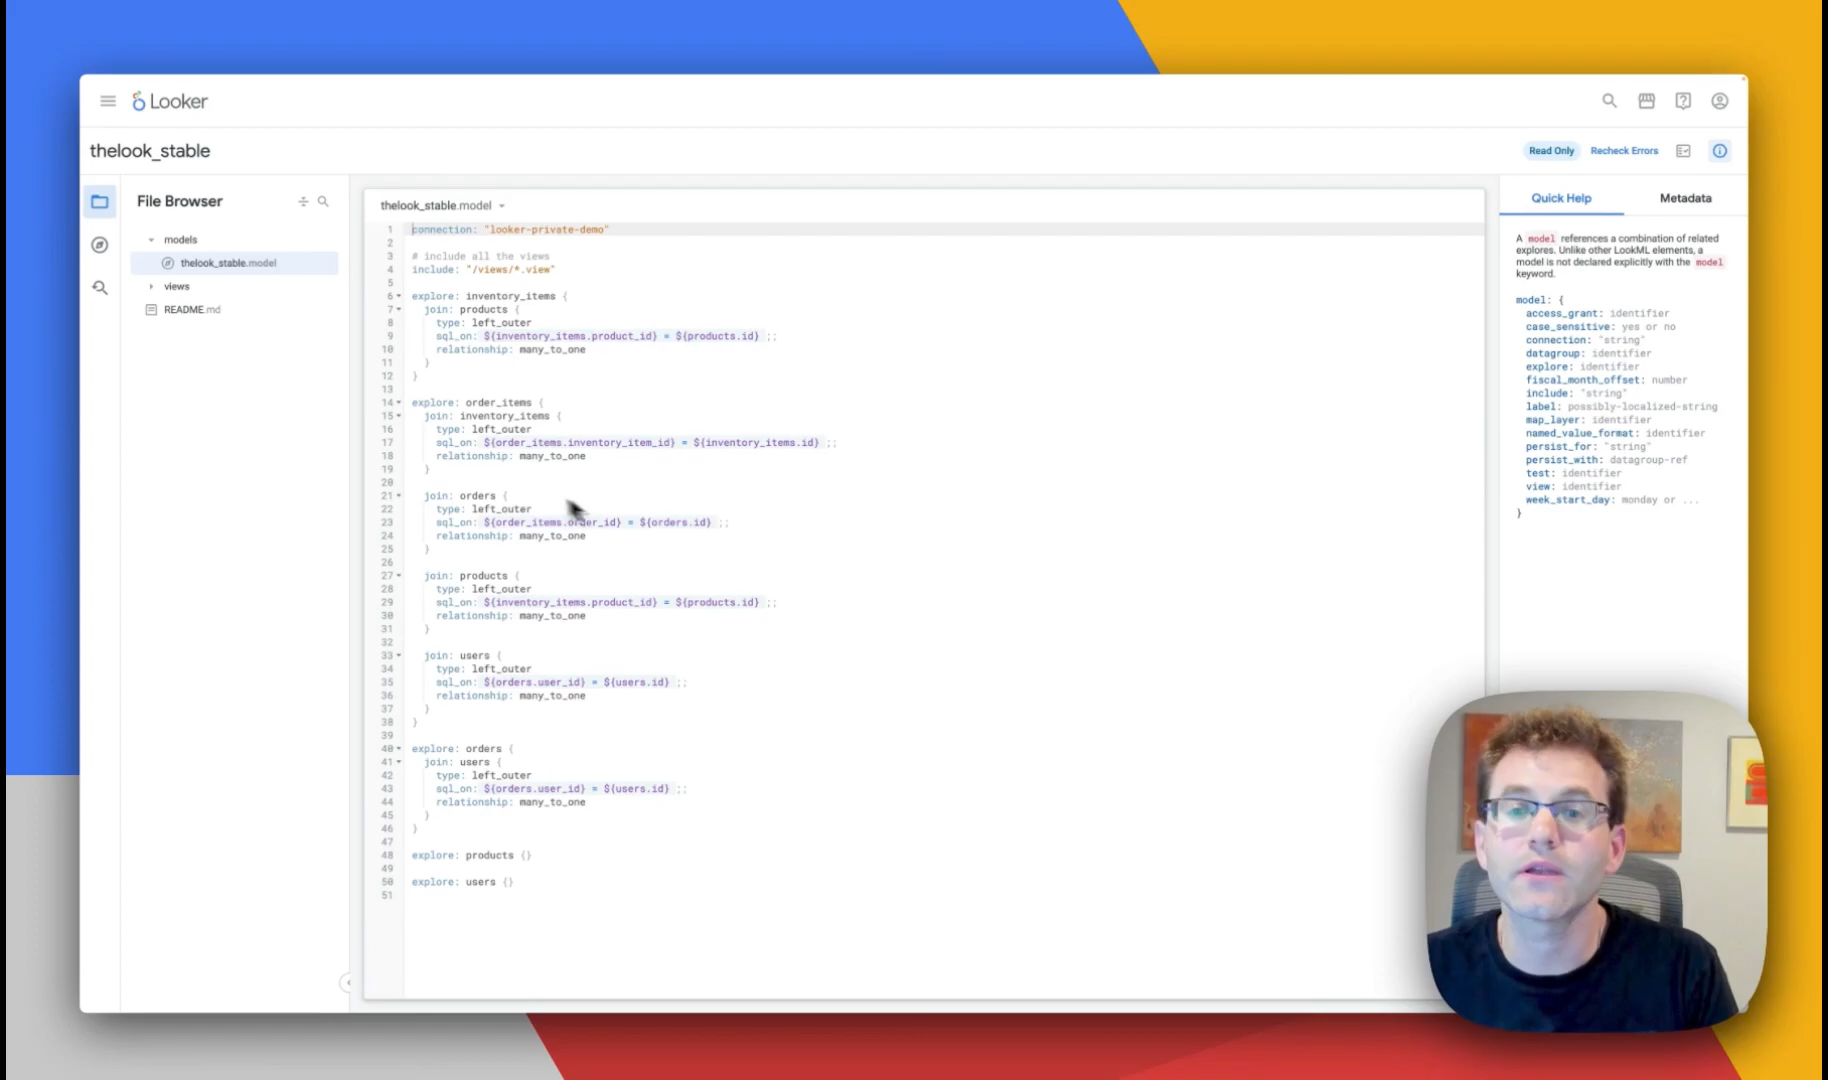 Looker
thelook_stable
Read Only
Recheck Errors
File Browser
models
thelook_stable.model
views
README.md
thelook_stable.model
1 connection: "looker-private-demo"
2
3 # include all the views
4 include: "/views/*.view"
5
6 explore: inventory_items {
7 join: products {
8 type: left_outer
9 sql_on: ${inventory_items.product_id} = ${products.id} ;;
10 relationship: many_to_one
11 }
12 }
13
14 explore: order_items {
15 join: inventory_items {
16 type: left_outer
17 sql_on: ${order_items.inventory_item_id} = ${inventory_items.id} ;;
18 relationship: many_to_one
19 }
20
21 join: orders {
22 type: left_outer
23 sql_on: ${order_items.order_id} = ${orders.id} ;;
24 relationship: many_to_one
25 }
26
27 join: products {
28 type: left_outer
29 sql_on: ${inventory_items.product_id} = ${products.id} ;;
30 relationship: many_to_one
31 }
32
33 join: users {
34 type: left_outer
35 sql_on: ${orders.user_id} = ${users.id} ;;
36 relationship: many_to_one
37 }
38 }
39
40 explore: orders {
41 join: users {
42 type: left_outer
43 sql_on: ${orders.user_id} = ${users.id} ;;
44 relationship: many_to_one
45 }
46 }
47
48 explore: products {}
49
50 explore: users {}
51
Quick Help
Metadata
A model references a combination of related
explores. Unlike other LookML elements, a
model is not declared explicitly with the model
keyword.
model: {
access_grant: identifier
case_sensitive: yes or no
connection: "string"
datagroup: identifier
explore: identifier
fiscal_month_offset: number
include: "string"
label: possibly-localized-string
map_layer: identifier
named_value_format: identifier
persist_for: "string"
persist_with: datagroup-ref
test: identifier
view: identifier
week_start_day: monday or ...
}